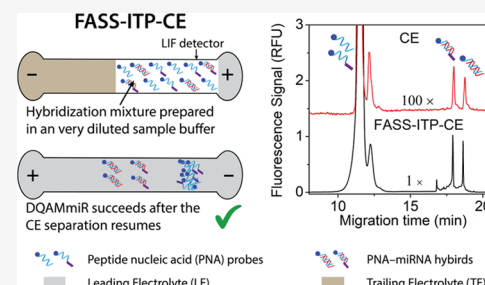 FASS-ITP-CE
LIF detector
−
+
Hybridization mixture prepared
in an very diluted sample buffer
+
−
DQAMmiR succeeds after the
CE separation resumes
Fluorescence Signal (RFU)
3
2
1
0
CE
100 ×
FASS-ITP-CE
1 ×
10
15
20
Migration time (min)
Peptide nucleic acid (PNA) probes
PNA–miRNA hybirds
Leading Electrolyte (LE)
Trailing Electrolyte (TE)